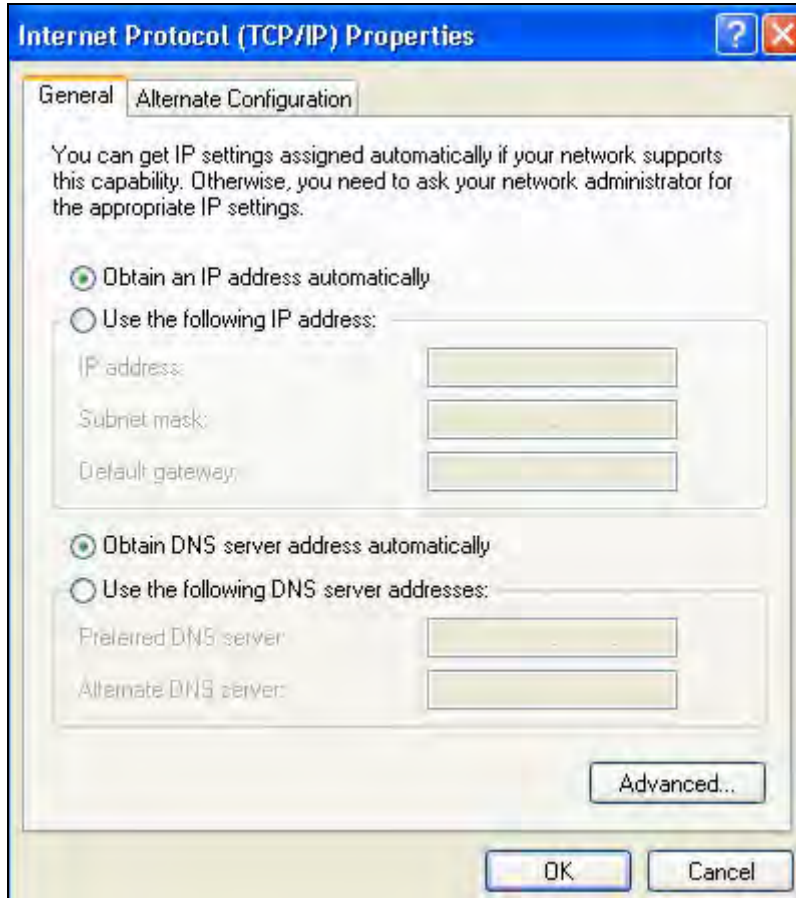 Internet Protocol (TCP/IP) Properties
General
Alternate Configuration
You can get IP settings assigned automatically if your network supports
this capability. Otherwise, you need to ask your network administrator for
the appropriate IP settings.
Obtain an IP address automatically
Use the following IP address:
IP address:
Subnet mask:
Default gateway:
Obtain DNS server address automatically
Use the following DNS server addresses:
Preferred DNS server:
Alternate DNS server:
Advanced...
OK
Cancel